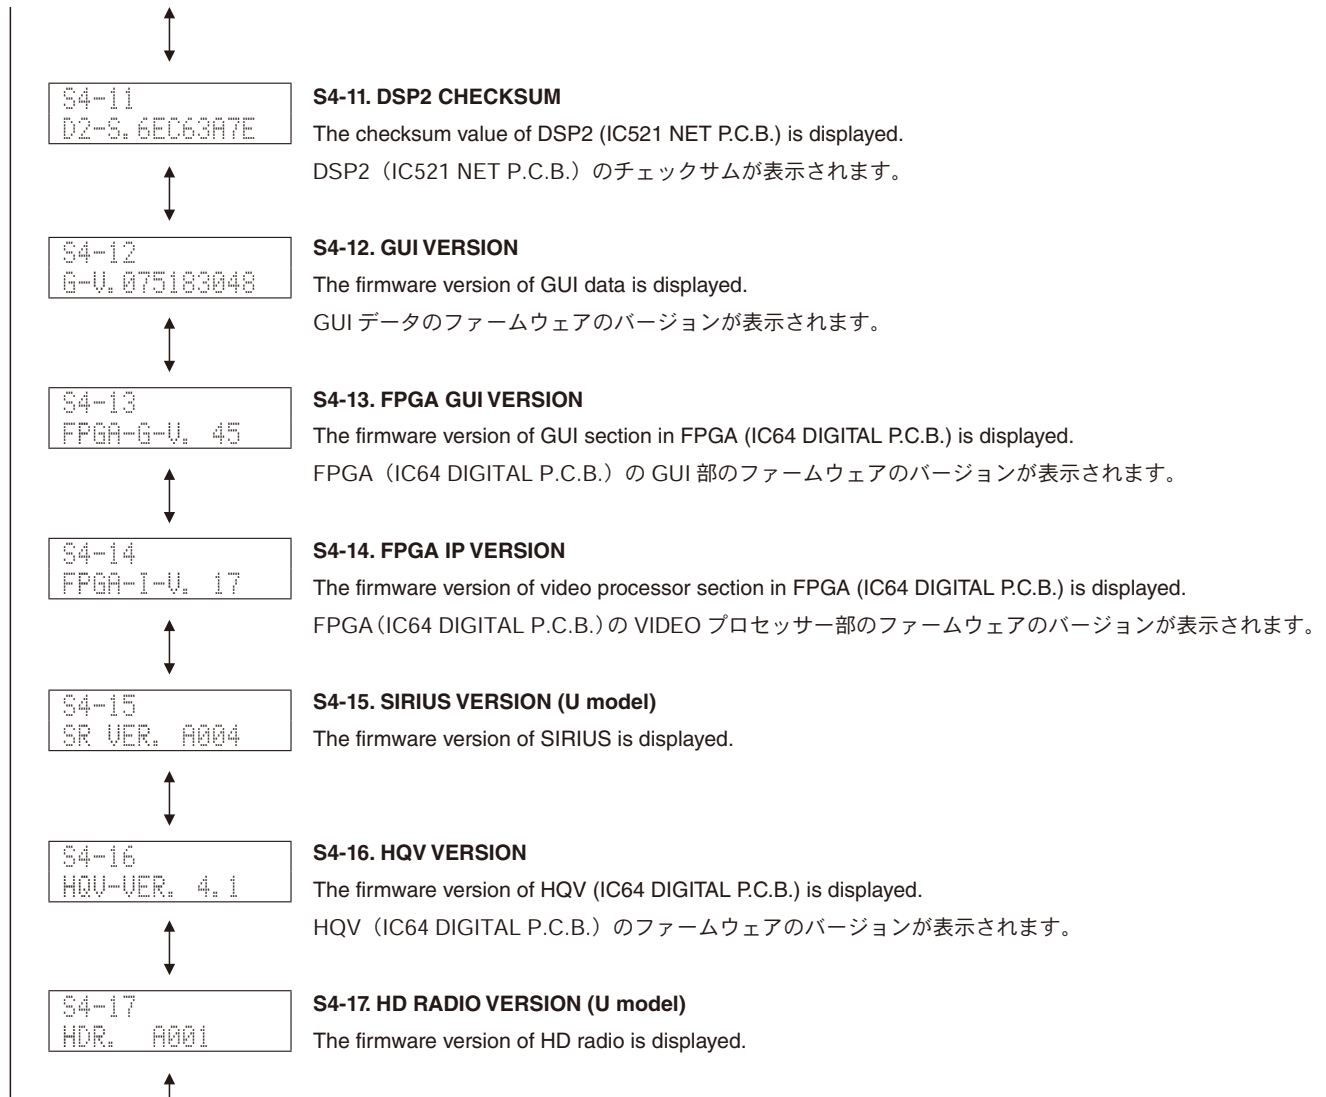 S4-11
D2-S.6EC63A7E
S4-11. DSP2 CHECKSUM
The checksum value of DSP2 (IC521 NET P.C.B.) is displayed.
DSP2（IC521 NET P.C.B.）のチェックサムが表示されます。
S4-12
G-V.075183048
S4-12. GUI VERSION
The firmware version of GUI data is displayed.
GUI データのファームウェアのバージョンが表示されます。
S4-13
FPGA-G-V. 45
S4-13. FPGA GUI VERSION
The firmware version of GUI section in FPGA (IC64 DIGITAL P.C.B.) is displayed.
FPGA（IC64 DIGITAL P.C.B.）の GUI 部のファームウェアのバージョンが表示されます。
S4-14
FPGA-I-V. 17
S4-14. FPGA IP VERSION
The firmware version of video processor section in FPGA (IC64 DIGITAL P.C.B.) is displayed.
FPGA（IC64 DIGITAL P.C.B.）の VIDEO プロセッサー部のファームウェアのバージョンが表示されます。
S4-15
SR VER. A004
S4-15. SIRIUS VERSION (U model)
The firmware version of SIRIUS is displayed.
S4-16
HQV-VER. 4.1
S4-16. HQV VERSION
The firmware version of HQV (IC64 DIGITAL P.C.B.) is displayed.
HQV（IC64 DIGITAL P.C.B.）のファームウェアのバージョンが表示されます。
S4-17
HDR. A001
S4-17. HD RADIO VERSION (U model)
The firmware version of HD radio is displayed.